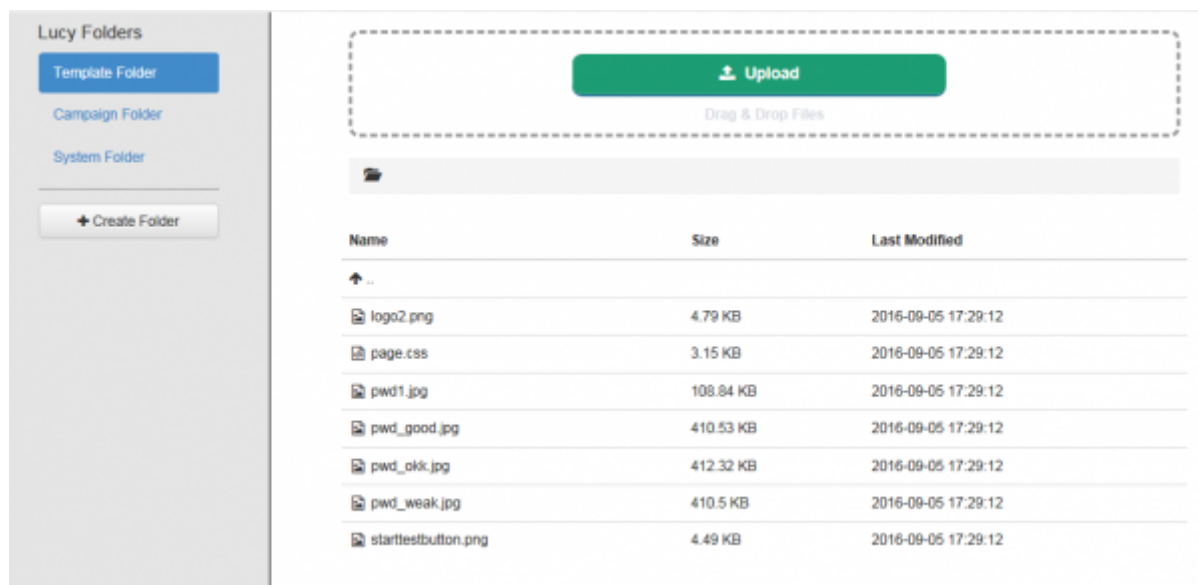 Lucy Folders
Template Folder
Campaign Folder
System Folder
+ Create Folder
Upload
Drag & Drop Files
Name Size Last Modified
..
logo2.png 4.79 KB 2016-09-05 17:29:12
page.css 3.15 KB 2016-09-05 17:29:12
pwd1.jpg 108.84 KB 2016-09-05 17:29:12
pwd_good.jpg 410.53 KB 2016-09-05 17:29:12
pwd_okk.jpg 412.32 KB 2016-09-05 17:29:12
pwd_weak.jpg 410.5 KB 2016-09-05 17:29:12
starttestbutton.png 4.49 KB 2016-09-05 17:29:12